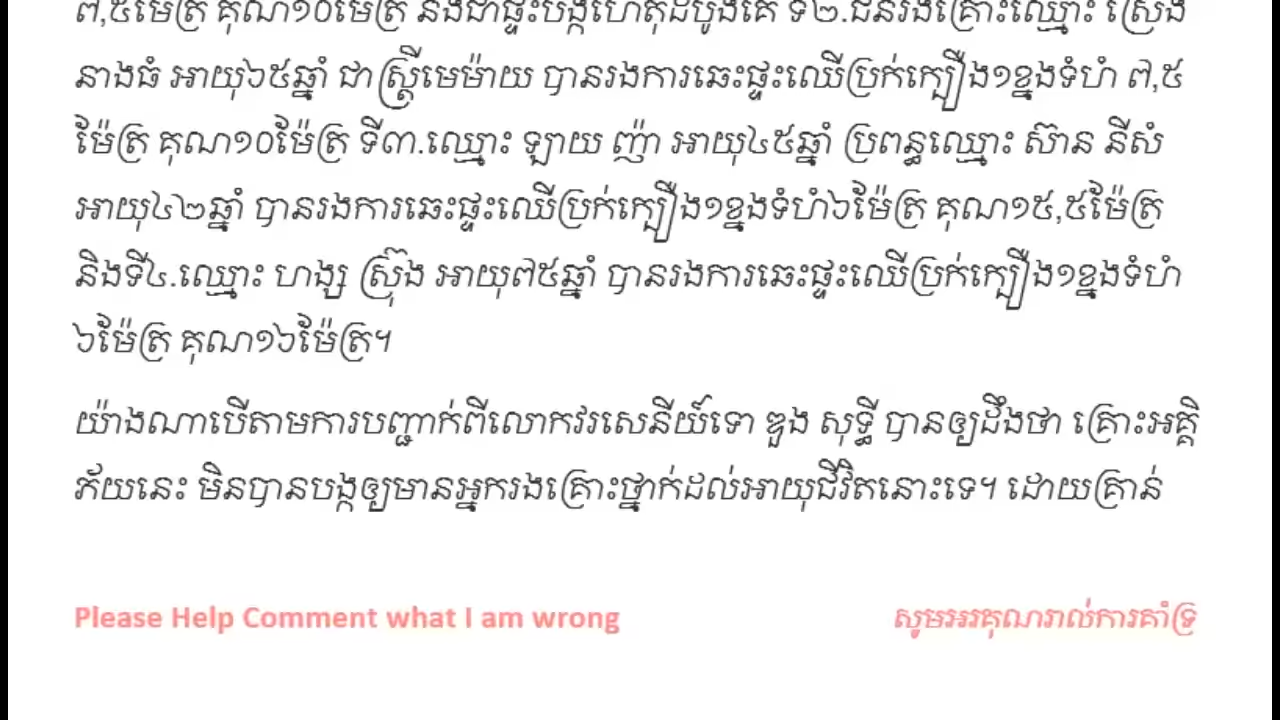 ៧,៥ម៉ែត្រ គុណ១០ម៉ែត្រ និងជាផ្ទះបង្កហេតុដំបូងគេ ទី២.ជនរងគ្រោះឈ្មោះ ស្រេង
នាងធំ អាយុ៦៥ឆ្នាំ ជាស្ត្រីមេម៉ាយ បានរងការឆេះផ្ទះឈើប្រក់ក្បឿង១ខ្នងទំហំ ៧,៥
ម៉ែត្រ គុណ១០ម៉ែត្រ ទី៣.ឈ្មោះ ឡាយ ញ៉ា អាយុ៤៥ឆ្នាំ ប្រពន្ធឈ្មោះ ស៊ាន នីសំ
អាយុ៤២ឆ្នាំ បានរងការឆេះផ្ទះឈើប្រក់ក្បឿង១ខ្នងទំហំ៦ម៉ែត្រ គុណ១៥,៥ម៉ែត្រ
និងទី៤.ឈ្មោះ ហង្ស ស្រ៊ុង អាយុ៧៥ឆ្នាំ បានរងការឆេះផ្ទះឈើប្រក់ក្បឿង១ខ្នងទំហំ
៦ម៉ែត្រ គុណ១៦ម៉ែត្រ។
យ៉ាងណាបើតាមការបញ្ជាក់ពីលោកវរសេនីយ៍ទោ ឌួង សុទ្ធី បានឲ្យដឹងថា គ្រោះអគ្គិ
ភ័យនេះ មិនបានបង្កឲ្យមានអ្នករងគ្រោះថ្នាក់ដល់អាយុជីវិតនោះទេ។ ដោយគ្រាន់
Please Help Comment what I am wrong
សូមអរគុណរាល់ការគាំទ្រ